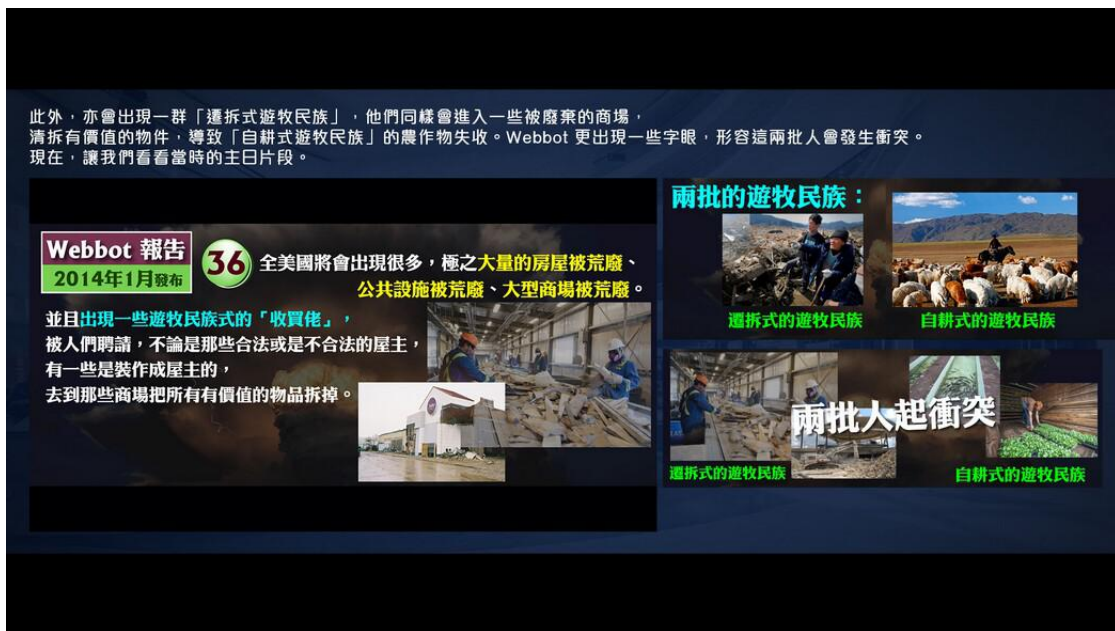 此外，亦會出現一群「遷拆式遊牧民族」，他們同樣會進入一些被廢棄的商場，
清拆有價值的物件，導致「自耕式遊牧民族」的農作物失收。Webbot 更出現一些字眼，形容這兩批人會發生衝突。
現在，讓我們看看當時的主日片段。
Webbot 報告
2014年1月發布
36
全美國將會出現很多，極之大量的房屋被荒廢、
公共設施被荒廢、大型商場被荒廢。
並且出現一些遊牧民族式的「收買佬」，
被人們聘請，不論是那些合法或是不合法的屋主，
有一些是裝作成屋主的，
去到那些商場把所有有價值的物品拆掉。
兩批的遊牧民族：
遷拆式的遊牧民族
自耕式的遊牧民族
兩批人起衝突
遷拆式的遊牧民族
自耕式的遊牧民族